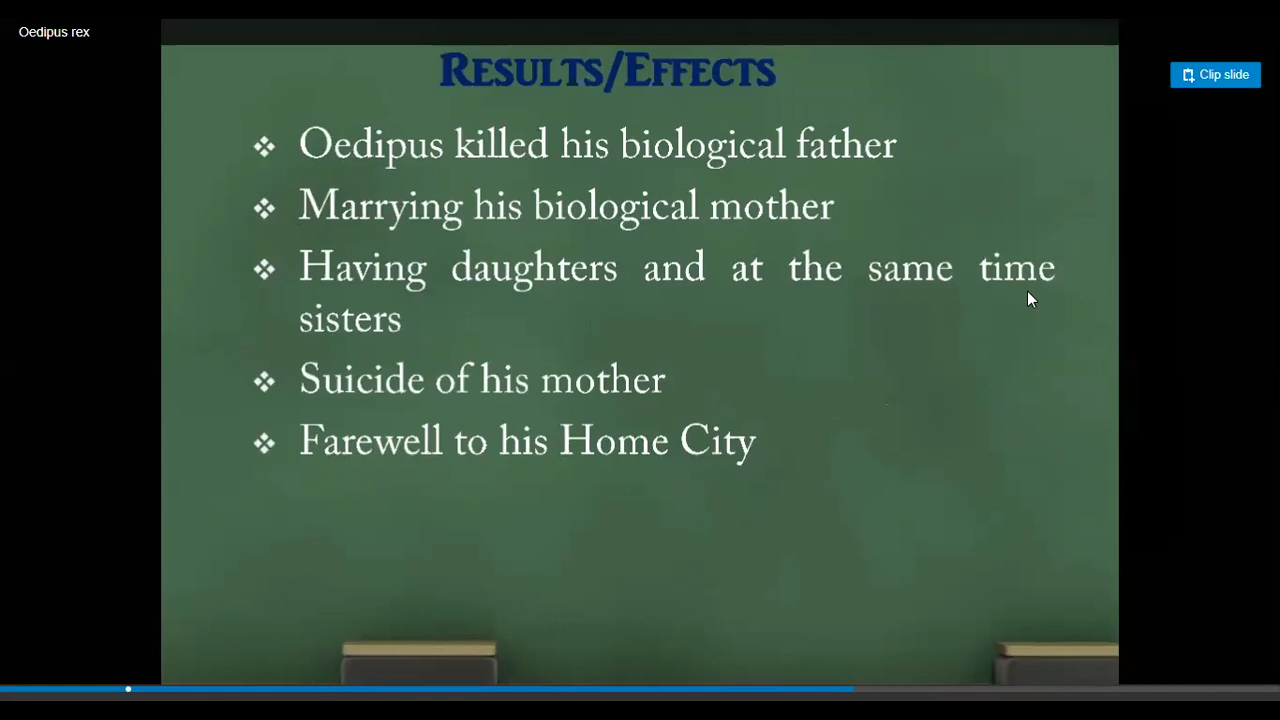 Oedipus rex
Clip slide
RESULTS/EFFECTS
❖ Oedipus killed his biological father
❖ Marrying his biological mother
❖ Having daughters and at the same time
sisters
❖ Suicide of his mother
❖ Farewell to his Home City